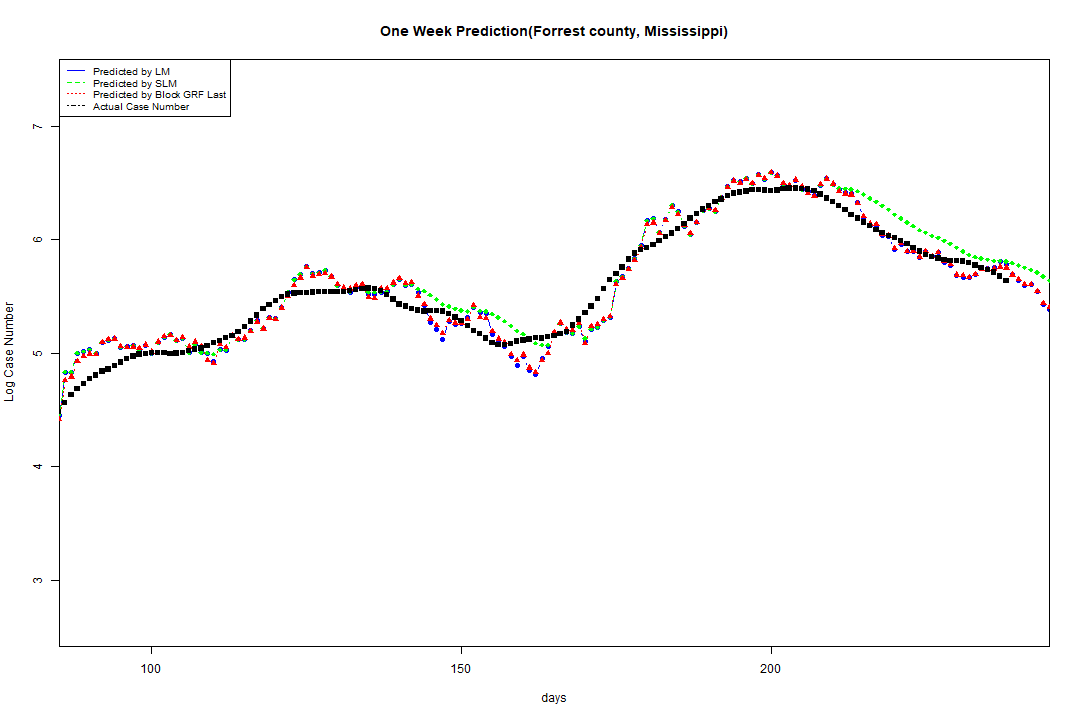 One Week Prediction(Forrest county, Mississippi)
Predicted by LM
Predicted by SLM
Predicted by Block GRF Last
Actual Case Number
7
6
5
4
3
Log Case Number
100 150 200
days